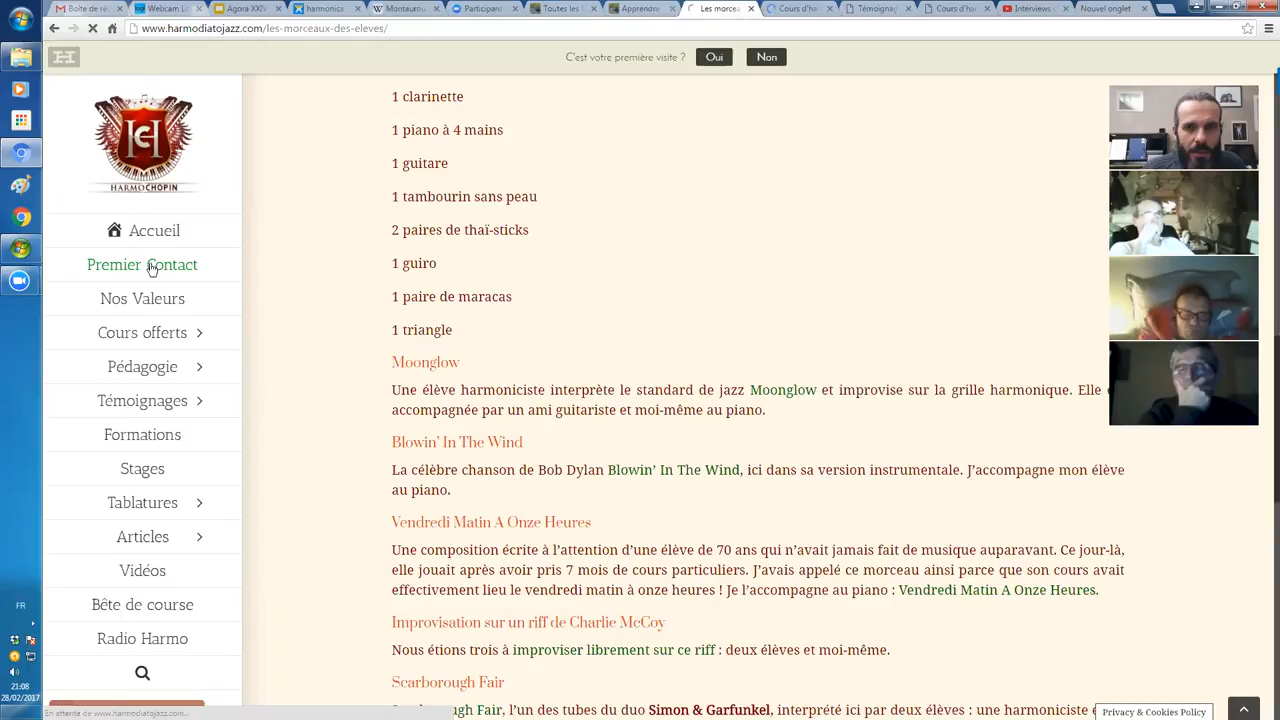 Boîte de ré
Webcam L
Agora XXIV
harmonica
Montaurou
Participants
Toutes les
Apprendre
Les morcea
Cours d'ha
Témoignag
Cours d'ha
Interviews
Nouvel onglet
www.harmodiatojazz.com/les-morceaux-des-eleves/
C'est votre première visite ?
Oui
Non
HC
HARMOCHOPIN
Accueil
Premier Contact
Nos Valeurs
Cours offerts
Pédagogie
Témoignages
Formations
Stages
Tablatures
Articles
Vidéos
Bête de course
Radio Harmo
1 clarinette
1 piano à 4 mains
1 guitare
1 tambourin sans peau
2 paires de thaï-sticks
1 guiro
1 paire de maracas
1 triangle
Moonglow
Une élève harmoniciste interprète le standard de jazz Moonglow et improvise sur la grille harmonique. Elle
accompagnée par un ami guitariste et moi-même au piano.
Blowin' In The Wind
La célèbre chanson de Bob Dylan Blowin' In The Wind, ici dans sa version instrumentale. J'accompagne mon élève
au piano.
Vendredi Matin A Onze Heures
Une composition écrite à l'attention d'une élève de 70 ans qui n'avait jamais fait de musique auparavant. Ce jour-là,
elle jouait après avoir pris 7 mois de cours particuliers. J'avais appelé ce morceau ainsi parce que son cours avait
effectivement lieu le vendredi matin à onze heures ! Je l'accompagne au piano : Vendredi Matin A Onze Heures.
Improvisation sur un riff de Charlie McCoy
Nous étions trois à improviser librement sur ce riff : deux élèves et moi-même.
Scarborough Fair
ugh Fair, l'un des tubes du duo Simon & Garfunkel, interprété ici par deux élèves : une harmoniciste
Privacy & Cookies Policy
En attente de www.harmodiatojazz.com...
FR
21:08
28/02/2017